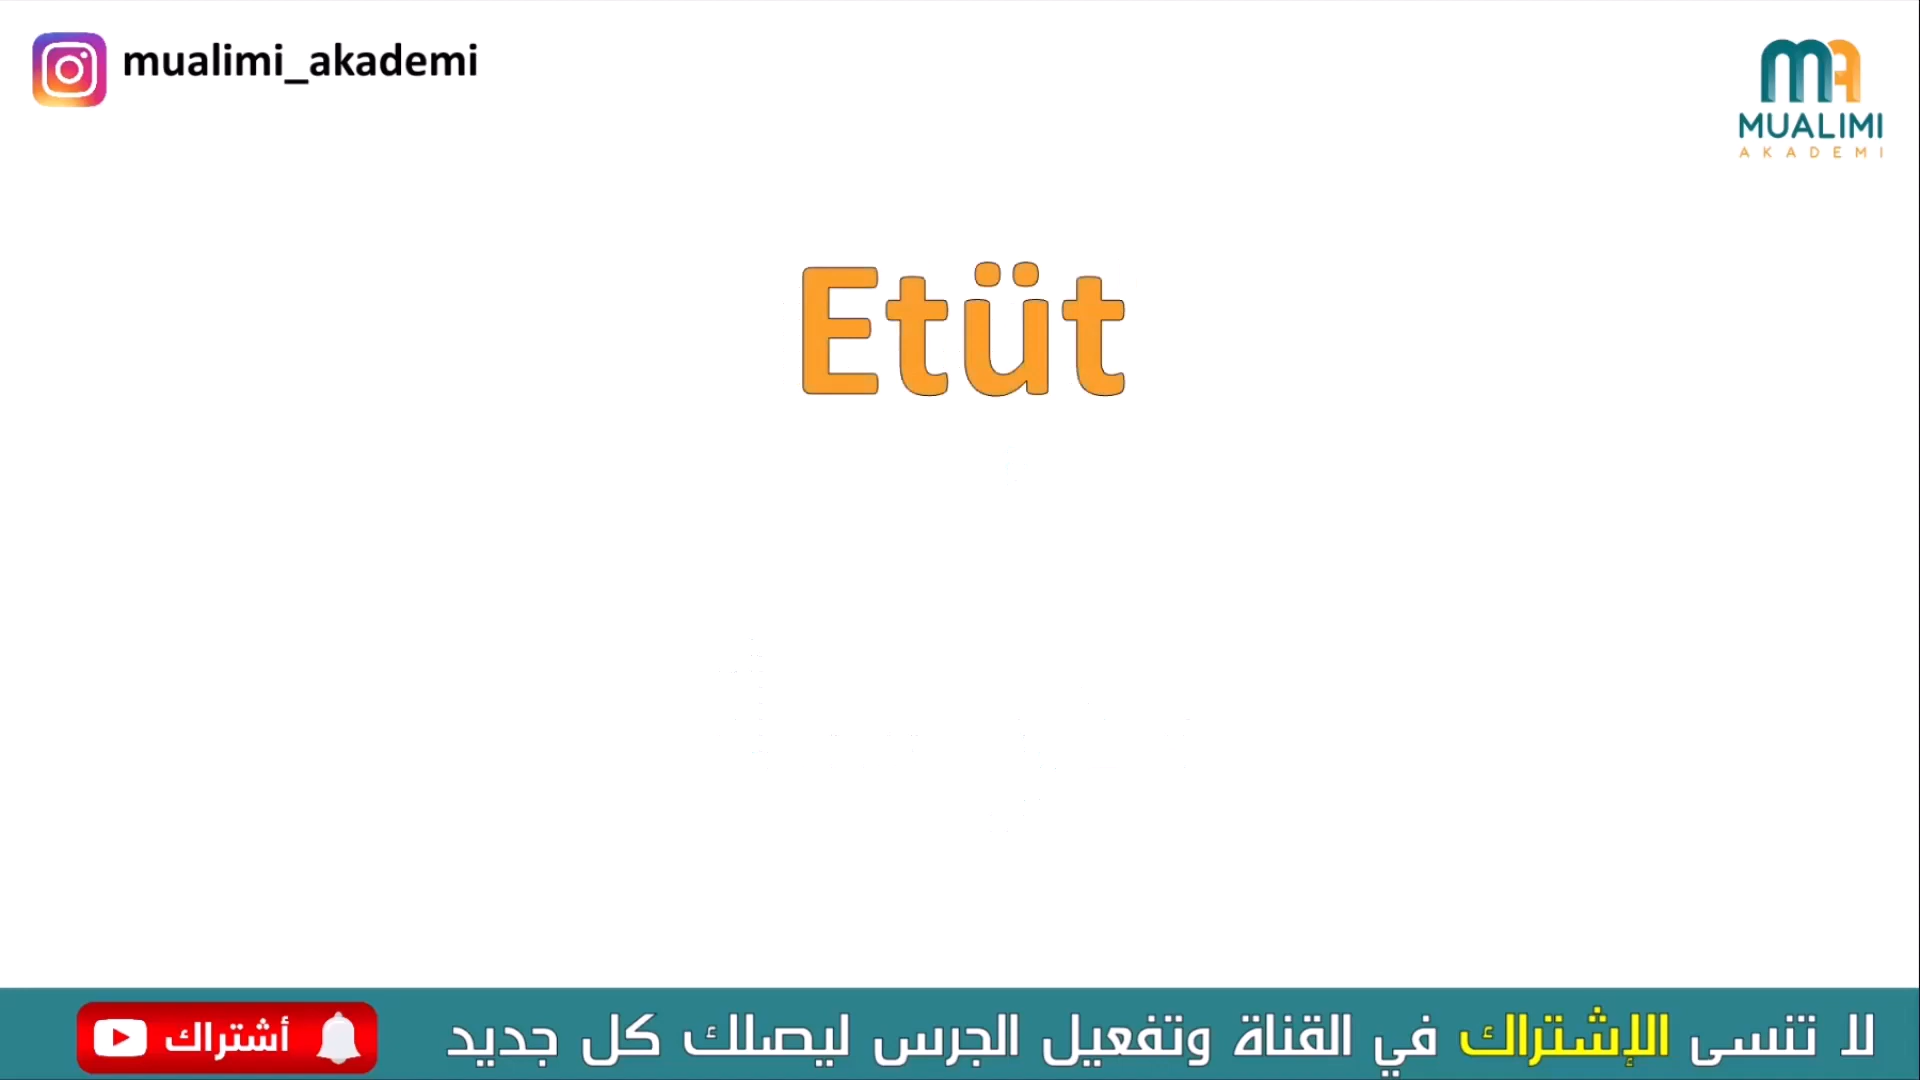 mualimi_akademi
MUALIMI
AKADEMI
Etüt
أشتراك
لا تنسى الإشتراك في القناة وتفعيل الجرس ليصلك كل جديد